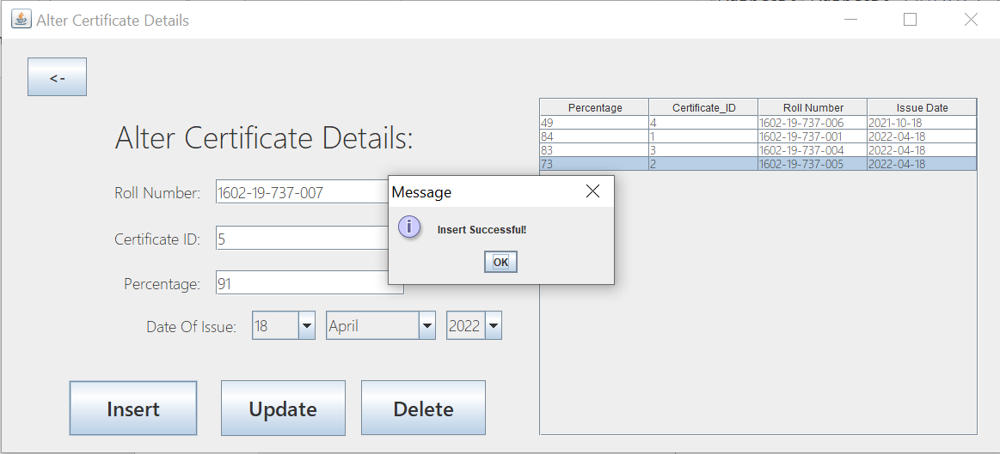 Alter Certificate Details
<-
Alter Certificate Details:
Roll Number: 1602-19-737-007
Certificate ID: 5
Percentage: 91
Date Of Issue: 18 April 2022
Insert Update Delete
Percentage Certificate_ID Roll Number Issue Date
49 4 1602-19-737-006 2021-10-18
84 1 1602-19-737-001 2022-04-18
83 3 1602-19-737-004 2022-04-18
73 2 1602-19-737-005 2022-04-18
Message
Insert Successful!
OK